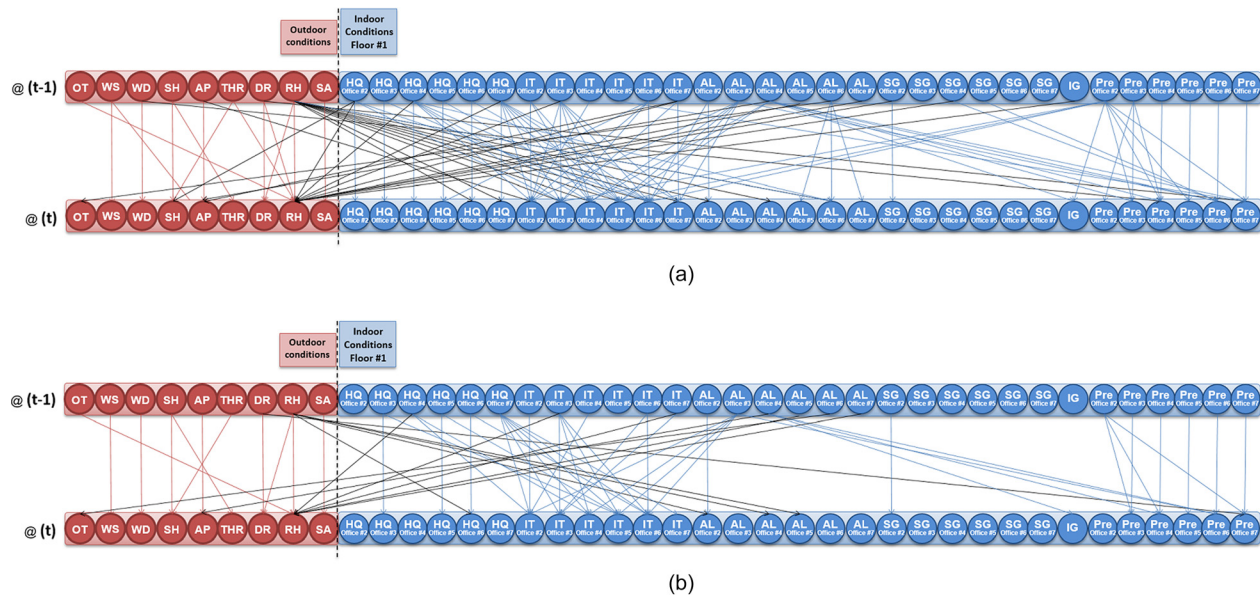 Outdoor conditions
Indoor Conditions Floor #1
@ (t-1) OT WS WD SH AP THR DR RH SA HQ HQ HQ HQ HQ HQ IT IT IT IT IT IT AL AL AL AL AL AL SG SG SG SG SG SG IG Pre Pre Pre Pre Pre Pre
Office #2 Office #3 Office #4 Office #5 Office #6 Office #7 Office #2 Office #3 Office #4 Office #5 Office #6 Office #7 Office #2 Office #3 Office #4 Office #5 Office #6 Office #7 Office #2 Office #3 Office #4 Office #5 Office #6 Office #7 Office #2 Office #3 Office #4 Office #5 Office #6 Office #7
@ (t) OT WS WD SH AP THR DR RH SA HQ HQ HQ HQ HQ HQ IT IT IT IT IT IT AL AL AL AL AL AL SG SG SG SG SG SG IG Pre Pre Pre Pre Pre Pre
Office #2 Office #3 Office #4 Office #5 Office #6 Office #7 Office #2 Office #3 Office #4 Office #5 Office #6 Office #7 Office #2 Office #3 Office #4 Office #5 Office #6 Office #7 Office #2 Office #3 Office #4 Office #5 Office #6 Office #7 Office #2 Office #3 Office #4 Office #5 Office #6 Office #7
(a)
Outdoor conditions
Indoor Conditions Floor #1
@ (t-1) OT WS WD SH AP THR DR RH SA HQ HQ HQ HQ HQ HQ IT IT IT IT IT IT AL AL AL AL AL AL SG SG SG SG SG SG IG Pre Pre Pre Pre Pre Pre
Office #2 Office #3 Office #4 Office #5 Office #6 Office #7 Office #2 Office #3 Office #4 Office #5 Office #6 Office #7 Office #2 Office #3 Office #4 Office #5 Office #6 Office #7 Office #2 Office #3 Office #4 Office #5 Office #6 Office #7 Office #2 Office #3 Office #4 Office #5 Office #6 Office #7
@ (t) OT WS WD SH AP THR DR RH SA HQ HQ HQ HQ HQ HQ IT IT IT IT IT IT AL AL AL AL AL AL SG SG SG SG SG SG IG Pre Pre Pre Pre Pre Pre
Office #2 Office #3 Office #4 Office #5 Office #6 Office #7 Office #2 Office #3 Office #4 Office #5 Office #6 Office #7 Office #2 Office #3 Office #4 Office #5 Office #6 Office #7 Office #2 Office #3 Office #4 Office #5 Office #6 Office #7 Office #2 Office #3 Office #4 Office #5 Office #6 Office #7
(b)